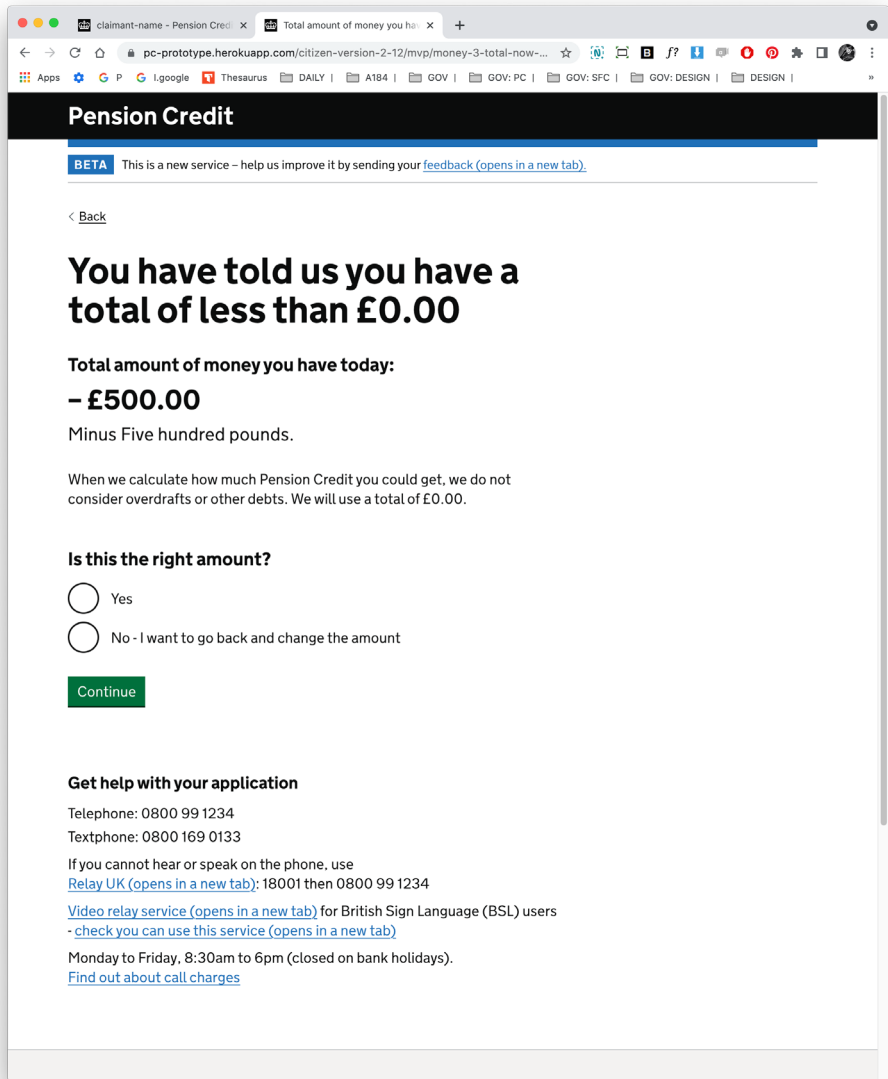 claimant-name - Pension Cred
Total amount of money you hav
pc-prototype.herokuapp.com/citizen-version-2-12/mvp/money-3-total-now-...
Apps G P I.google Thesaurus DAILY | A184 | GOV | GOV: PC | GOV: SFC | GOV: DESIGN | DESIGN | »
Pension Credit
BETA This is a new service – help us improve it by sending your feedback (opens in a new tab).
< Back
You have told us you have a
total of less than £0.00
Total amount of money you have today:
– £500.00
Minus Five hundred pounds.
When we calculate how much Pension Credit you could get, we do not
consider overdrafts or other debts. We will use a total of £0.00.
Is this the right amount?
Yes
No - I want to go back and change the amount
Continue
Get help with your application
Telephone: 0800 99 1234
Textphone: 0800 169 0133
If you cannot hear or speak on the phone, use
Relay UK (opens in a new tab): 18001 then 0800 99 1234
Video relay service (opens in a new tab) for British Sign Language (BSL) users
- check you can use this service (opens in a new tab)
Monday to Friday, 8:30am to 6pm (closed on bank holidays).
Find out about call charges